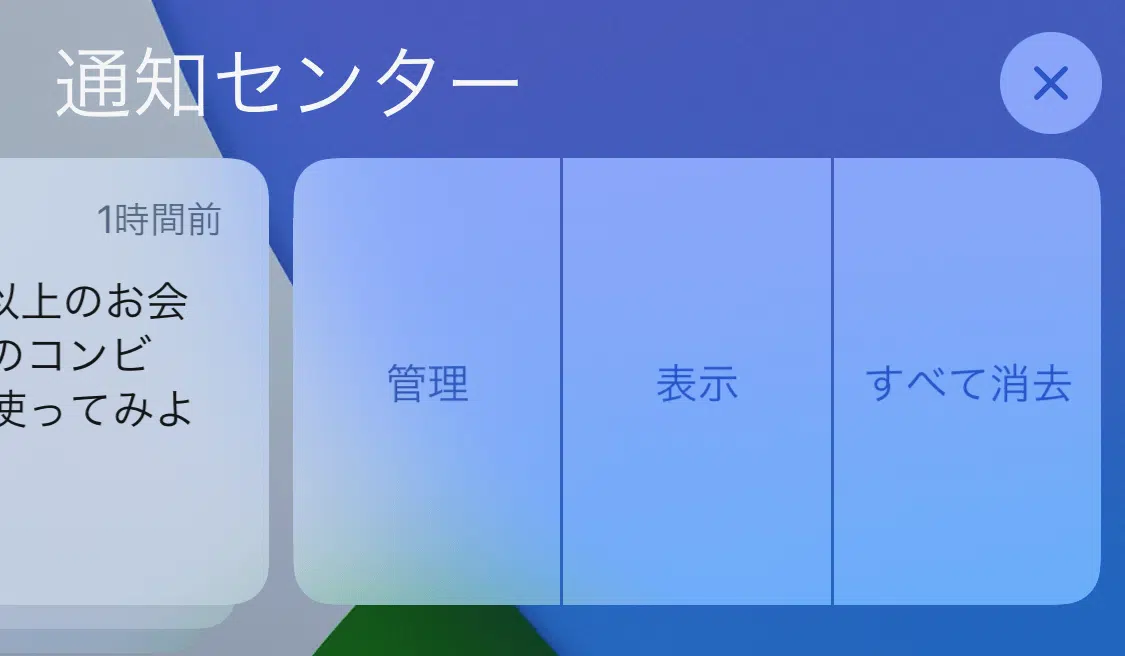 通知センター
1時間前
以上のお会
のコンビ
使ってみよ
管理
表示
すべて消去